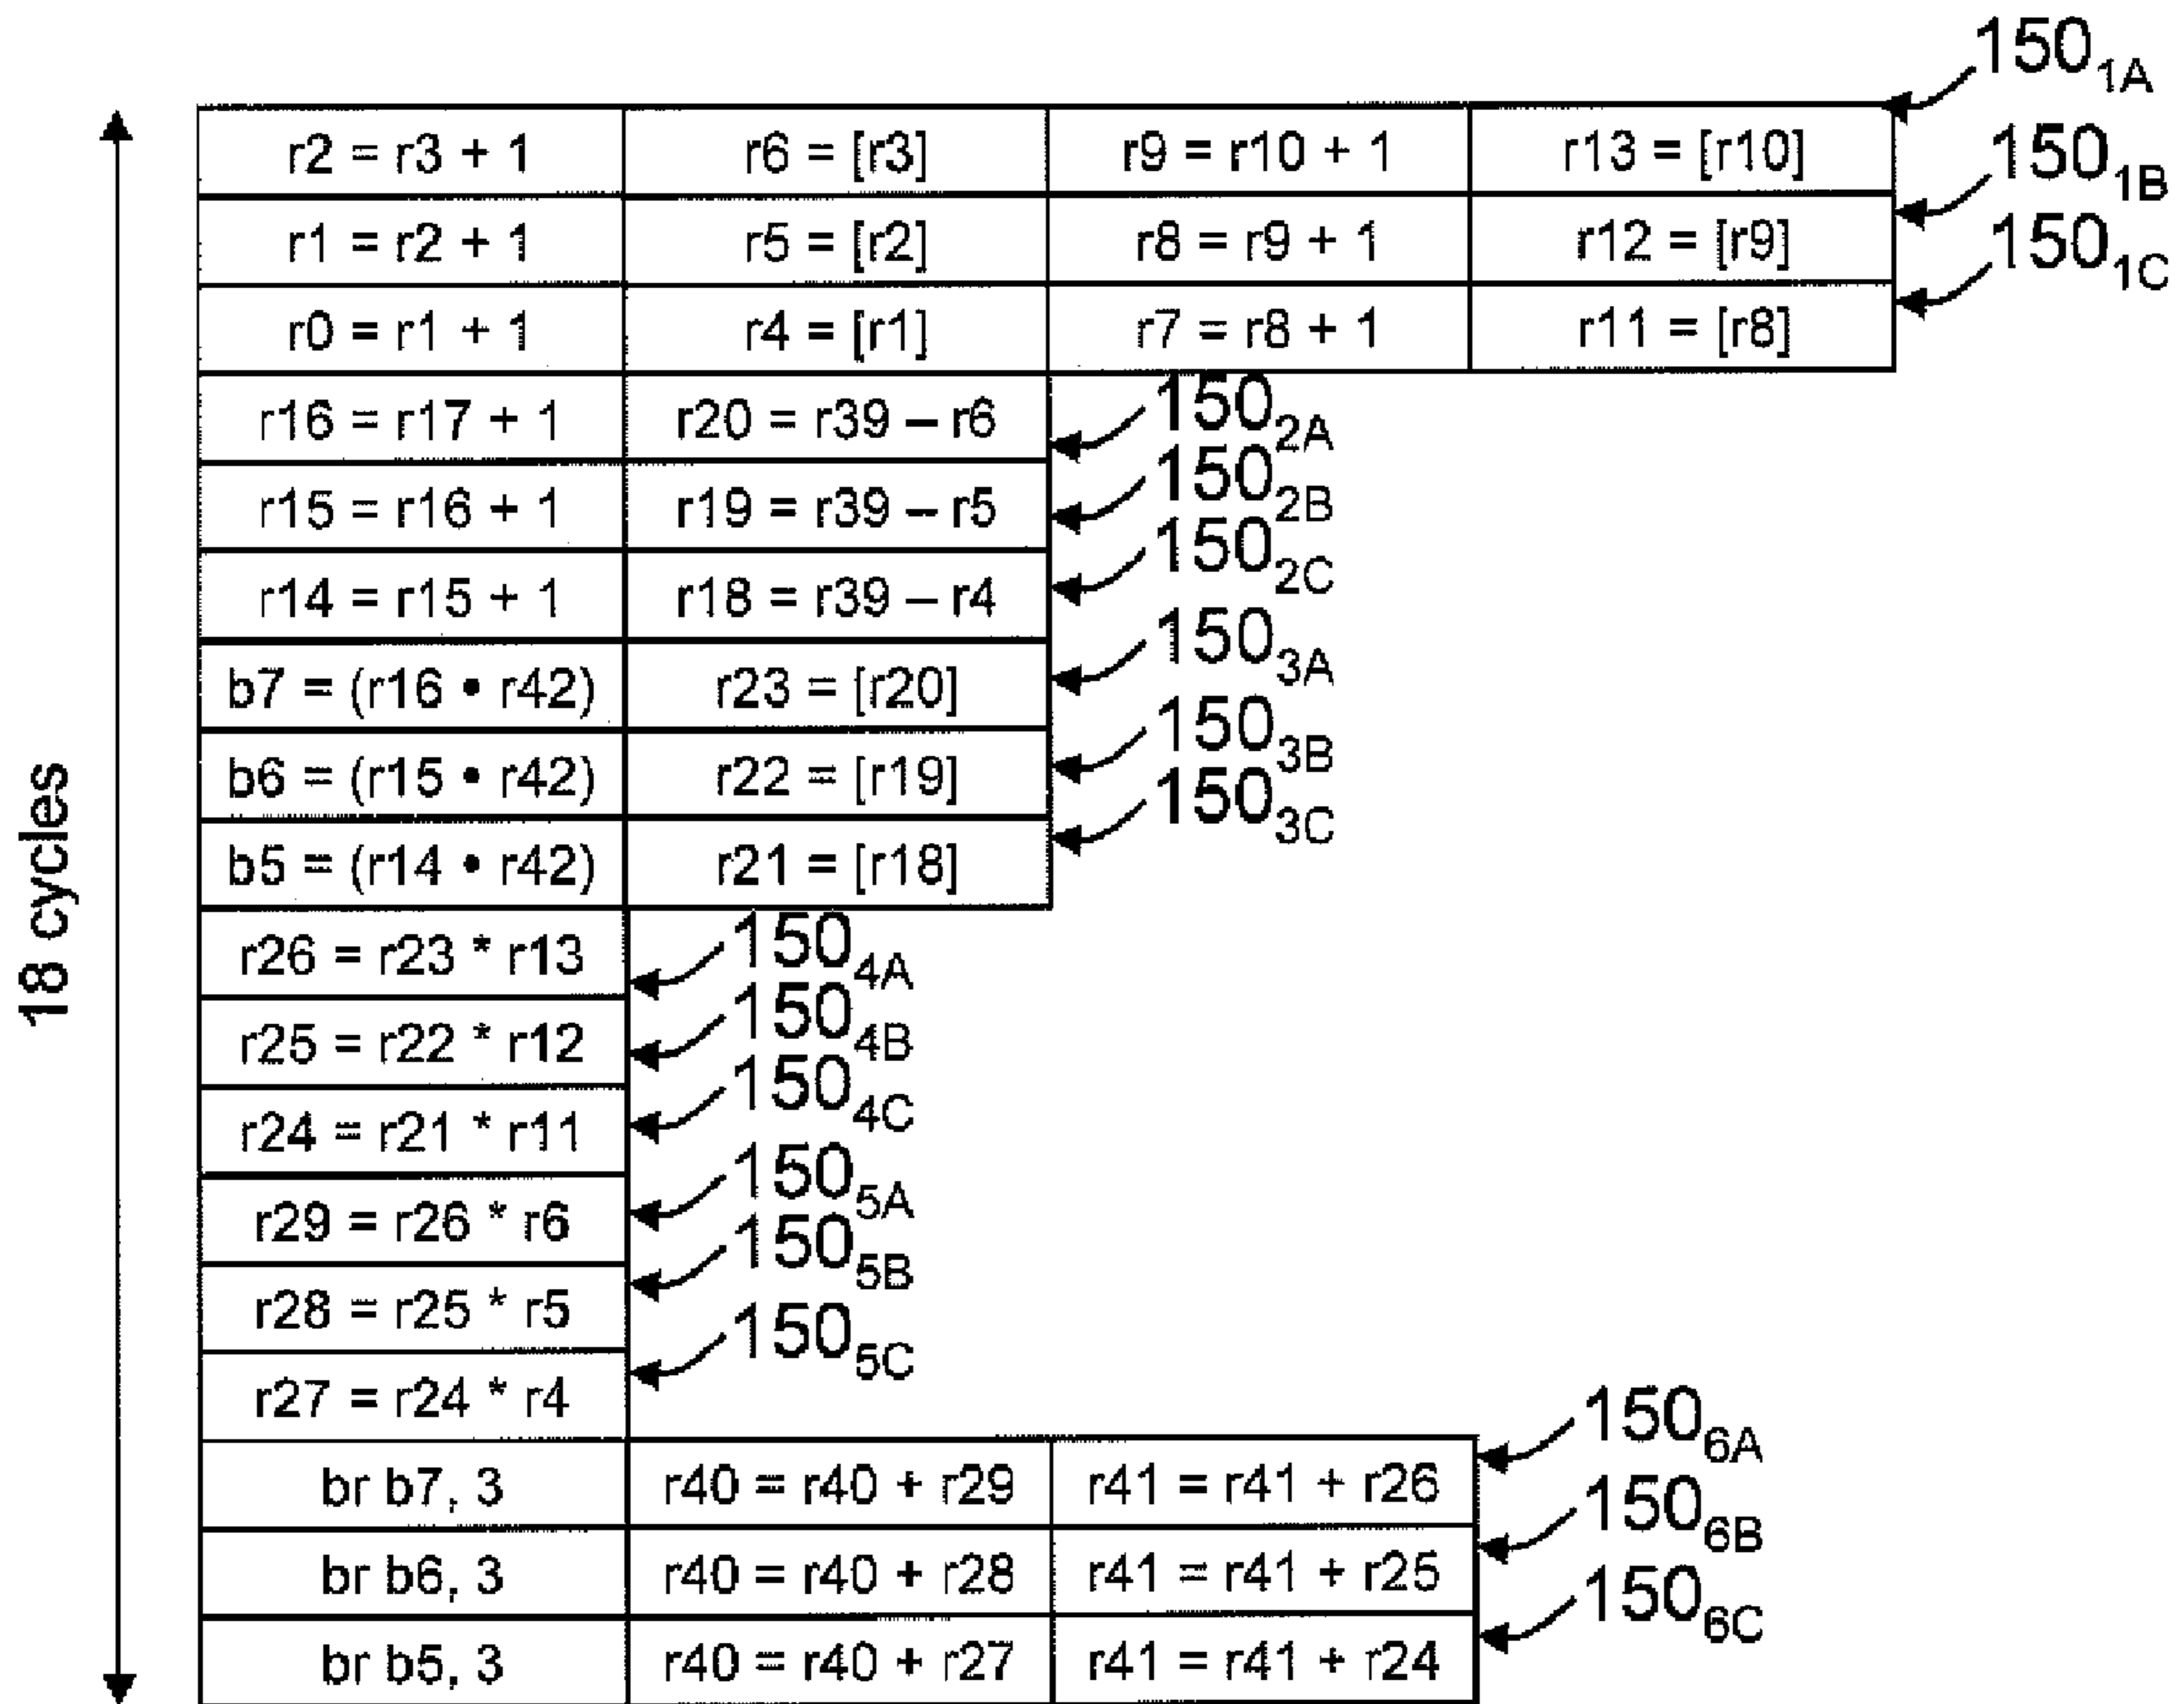 150 1A
r2 = r3 + 1 r6 = [r3] r9 = r10 + 1 r13 = [r10]
150 1B
r1 = r2 + 1 r5 = [r2] r8 = r9 + 1 r12 = [r9]
150 1C
r0 = r1 + 1 r4 = [r1] r7 = r8 + 1 r11 = [r8]
r16 = r17 + 1 r20 = r39 – r6 150 2A
r15 = r16 + 1 r19 = r39 – r5 150 2B
r14 = r15 + 1 r18 = r39 – r4 150 2C
b7 = (r16 • r42) r23 = [r20] 150 3A
b6 = (r15 • r42) r22 = [r19] 150 3B
b5 = (r14 • r42) r21 = [r18] 150 3C
r26 = r23 * r13 150 4A
r25 = r22 * r12 150 4B
r24 = r21 * r11 150 4C
r29 = r26 * r6 150 5A
r28 = r25 * r5 150 5B
r27 = r24 * r4 150 5C
br b7, 3 r40 = r40 + r29 r41 = r41 + r26 150 6A
br b6, 3 r40 = r40 + r28 r41 = r41 + r25 150 6B
br b5, 3 r40 = r40 + r27 r41 = r41 + r24 150 6C
18 cycles